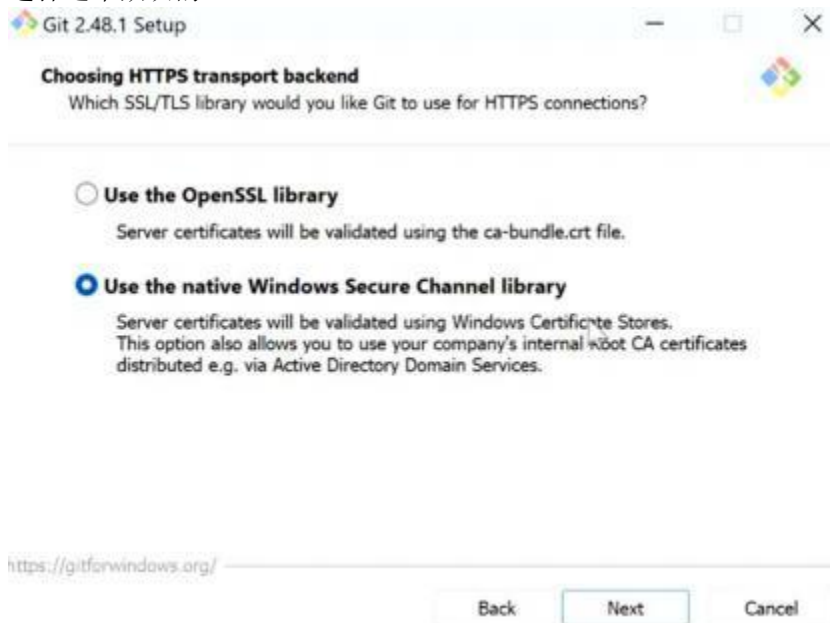 Git 2.48.1 Setup
Choosing HTTPS transport backend
Which SSL/TLS library would you like Git to use for HTTPS connections?
Use the OpenSSL library
Server certificates will be validated using the ca-bundle.crt file.
Use the native Windows Secure Channel library
Server certificates will be validated using Windows Certificate Stores.
This option also allows you to use your company's internal root CA certificates
distributed e.g. via Active Directory Domain Services.
https://gitforwindows.org/
Back Next Cancel